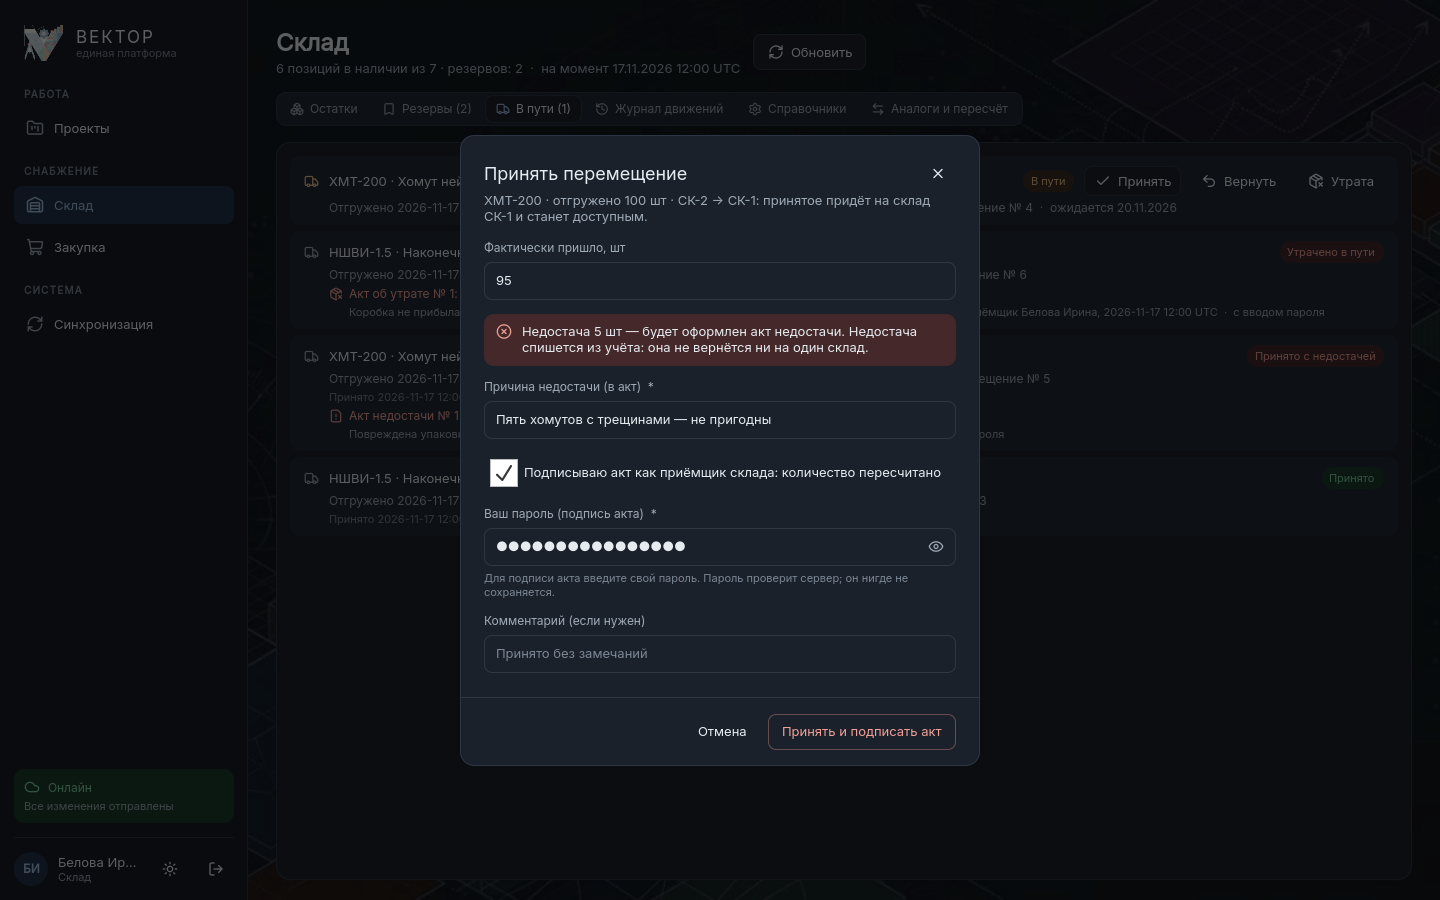 ВЕКТОР
единая платформа
РАБОТА
Проекты
СНАБЖЕНИЕ
Склад
Закупка
СИСТЕМА
Синхронизация
Онлайн
Все изменения отправлены
БИ
Белова Ир...
Склад
Склад
6 позиций в наличии из 7 · резервов: 2 · на момент 17.11.2026 12:00 UTC
Обновить
Остатки
Резервы (2)
В пути (1)
Журнал движений
Справочники
Аналоги и пересчёт
ХМТ-200 · Хомут ней
В пути
Принять
Вернуть
Утрата
Отгружено 2026-11-17
ение № 4 · ожидается 20.11.2026
НШВИ-1.5 · Наконечн
Утрачено в пути
Отгружено 2026-11-17
ние № 6
Акт об утрате № 1:
Коробка не прибыла
ёмщик Белова Ирина, 2026-11-17 12:00 UTC · с вводом пароля
ХМТ-200 · Хомут ней
Принято с недостачей
Отгружено 2026-11-17
ещение № 5
Принято 2026-11-17 12:0
Акт недостачи № 1
Повреждена упаков
роля
НШВИ-1.5 · Наконечн
Принято
Отгружено 2026-11-17
3
Принято 2026-11-17 12:0
Принять перемещение
ХМТ-200 · отгружено 100 шт · СК-2 → СК-1: принятое придёт на склад
СК-1 и станет доступным.
Фактически пришло, шт
95
Недостача 5 шт — будет оформлен акт недостачи. Недостача
спишется из учёта: она не вернётся ни на один склад.
Причина недостачи (в акт) *
Пять хомутов с трещинами — не пригодны
Подписываю акт как приёмщик склада: количество пересчитано
Ваш пароль (подпись акта) *
●●●●●●●●●●●●●●●●
Для подписи акта введите свой пароль. Пароль проверит сервер; он нигде не
сохраняется.
Комментарий (если нужен)
Принято без замечаний
Отмена
Принять и подписать акт